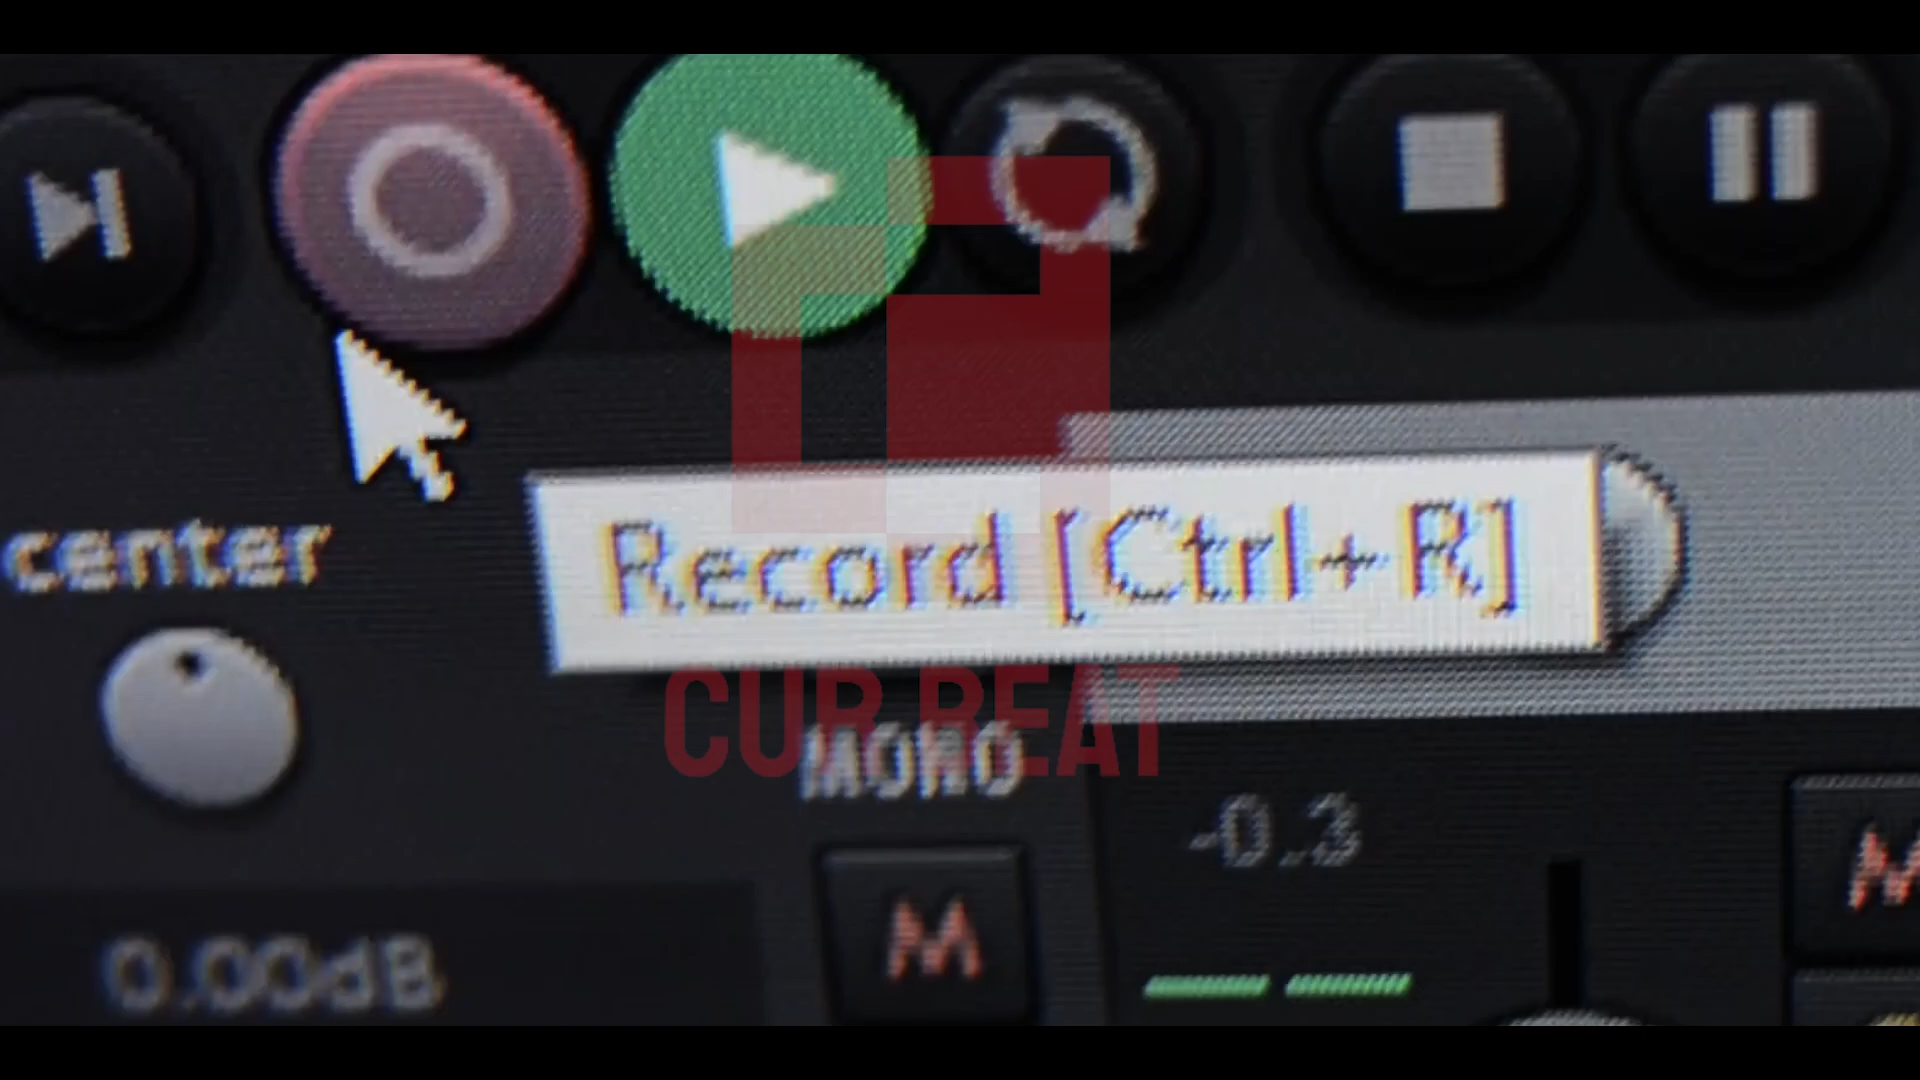 center
Record [Ctrl+R]
CUR BEAT
MONO
-0.3
M
M
0.00dB